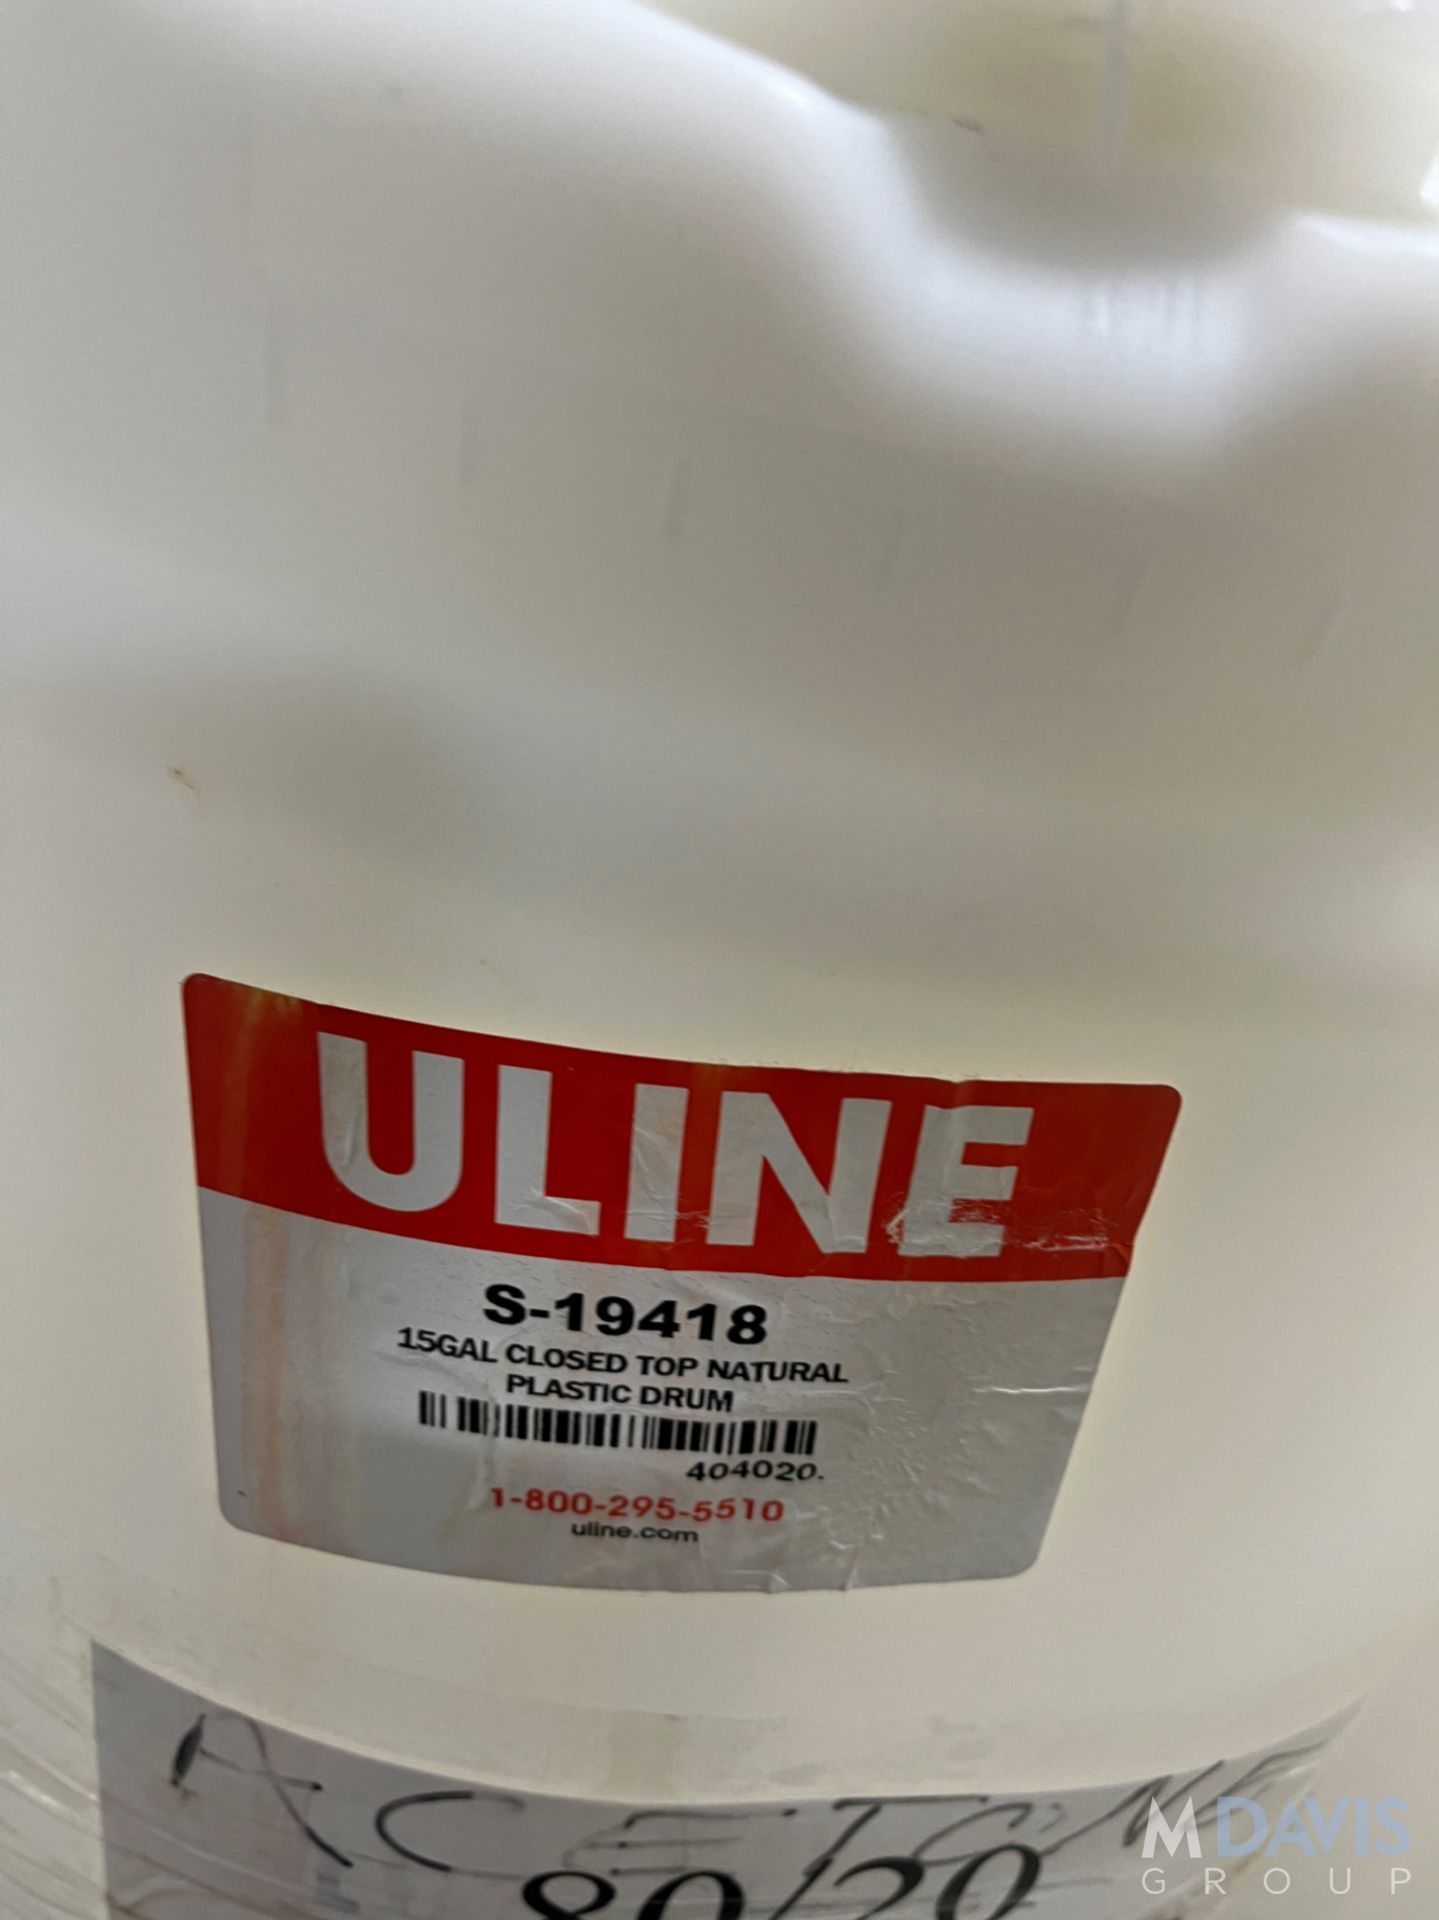 ULINE
S-19418
15GAL CLOSED TOP NATURAL
PLASTIC DRUM
404020.
1-800-295-5510
uline.com
ACETONE
80/20
MDAVIS
GROUP